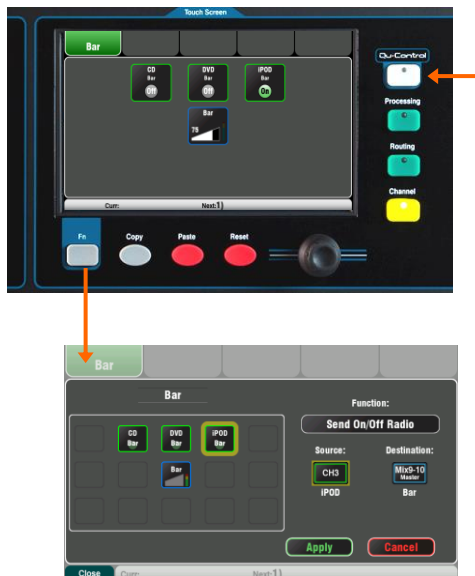 Touch Screen
Bar
CD
Bar
Off
DVD
Bar
Off
iPOD
Bar
On
Bar
75
Curr:
Next:1)
Qu-Control
Processing
Routing
Channel
Fn
Copy
Paste
Reset
Bar
Bar
CD
Bar
DVD
Bar
iPOD
Bar
Bar
Function:
Send On/Off Radio
Source:
Destination:
CH3
Mix9-10
Master
iPOD
Bar
Apply
Cancel
Close
Curr:
Next:1)